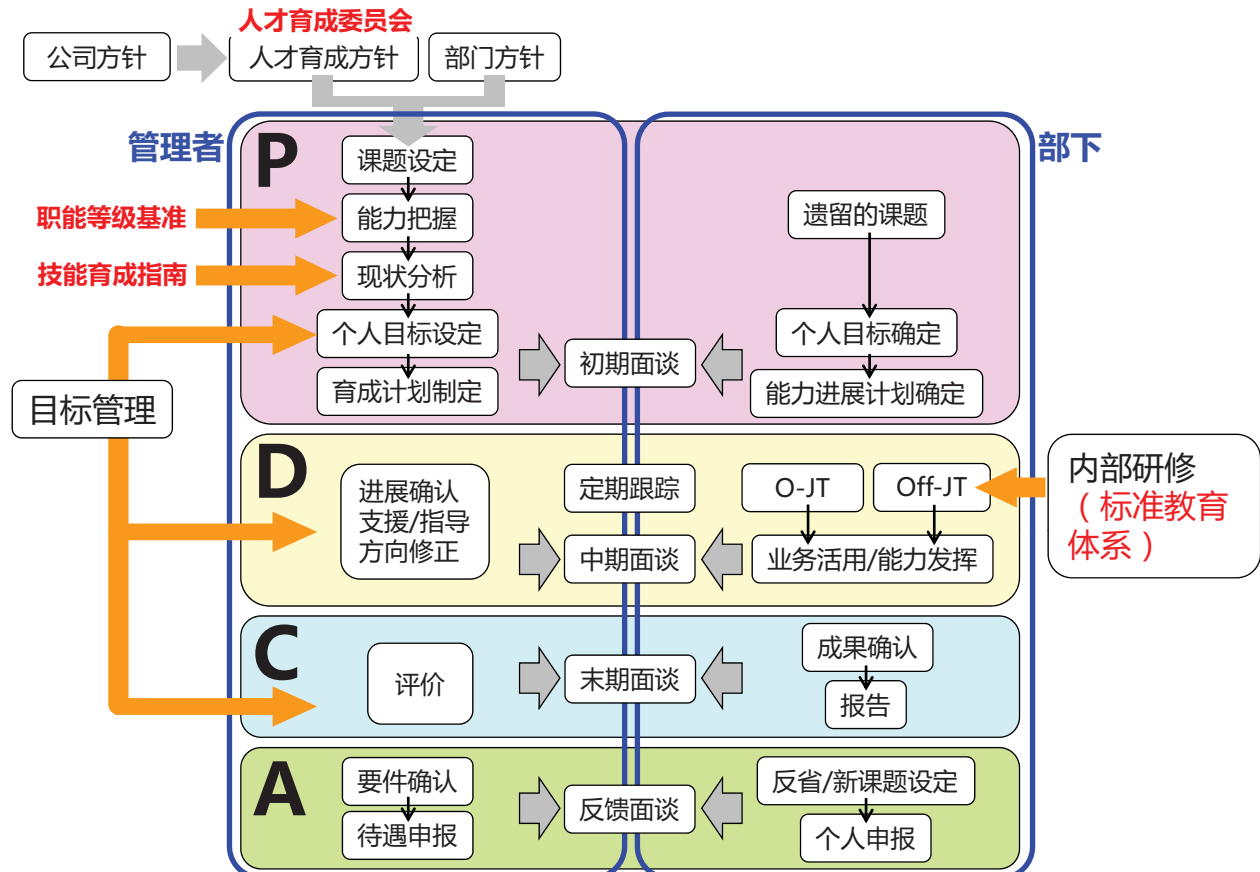 人才育成委员会
公司方针
人才育成方针
部门方针
管理者
部下
P
课题设定
职能等级基准
能力把握
遗留的课题
技能育成指南
现状分析
个人目标设定
初期面谈
个人目标确定
育成计划制定
能力进展计划确定
目标管理
D
进展确认
支援/指导
方向修正
定期跟踪
中期面谈
O-JT
Off-JT
业务活用/能力发挥
内部研修
（标准教育
体系）
C
评价
末期面谈
成果确认
报告
A
要件确认
待遇申报
反馈面谈
反省/新课题设定
个人申报